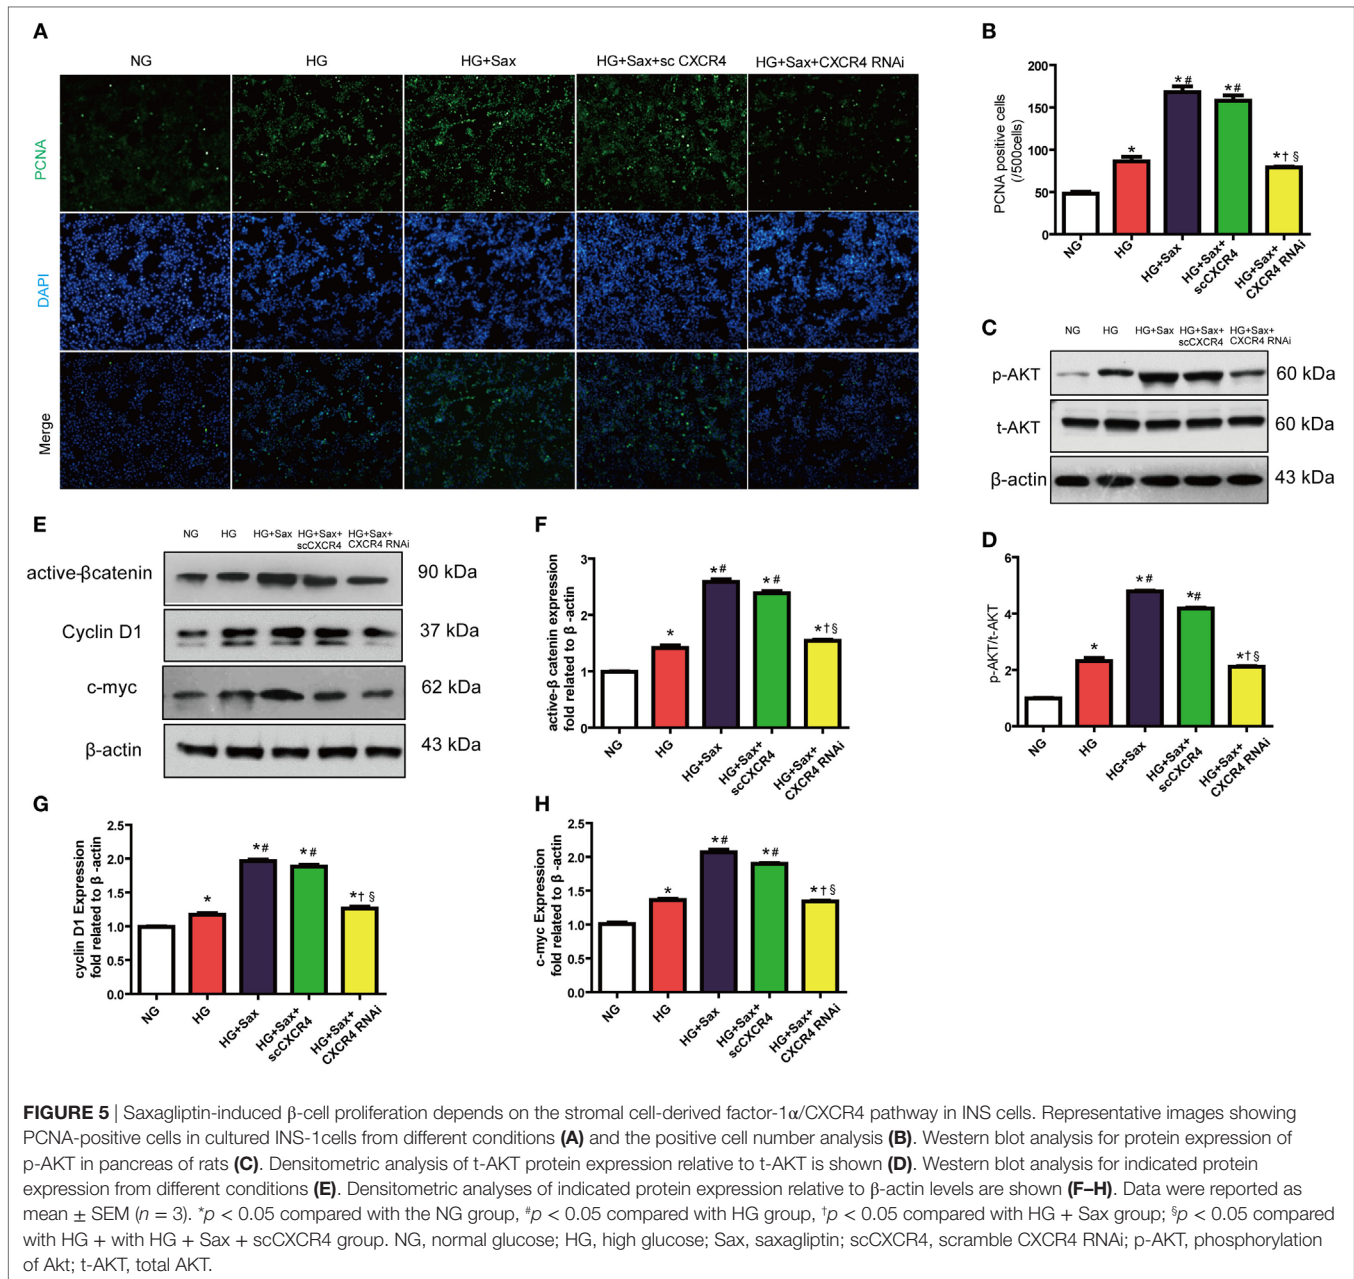 A
NG
HG
HG+Sax
HG+Sax+sc CXCR4
HG+Sax+CXCR4 RNAi
PCNA
DAPI
Merge
B
PCNA positive cells
(/500cells)
200
150
100
50
0
*
*#
*#
*† §
NG
HG
HG+Sax
HG+Sax+
scCXCR4
HG+Sax+
CXCR4 RNAi
C
NG
HG
HG+Sax
HG+Sax+
scCXCR4
HG+Sax+
CXCR4 RNAi
p-AKT
60 kDa
t-AKT
60 kDa
β-actin
43 kDa
E
NG
HG
HG+Sax
HG+Sax+
scCXCR4
HG+Sax+
CXCR4 RNAi
active-βcatenin
90 kDa
Cyclin D1
37 kDa
c-myc
62 kDa
β-actin
43 kDa
F
active-β catenin expression
fold related to β -actin
3
2
1
0
*
*#
*#
*†§
NG
HG
HG+Sax
HG+Sax+
scCXCR4
HG+Sax+
CXCR4 RNAi
D
p-AKT/t-AKT
6
4
2
0
*
*#
*#
*†§
NG
HG
HG+Sax
HG+Sax+
scCXCR4
HG+Sax+
CXCR4 RNAi
G
cyclin D1 Expression
fold related to β -actin
2.5
2.0
1.5
1.0
0.5
0.0
*
*#
*#
*† §
NG
HG
HG+Sax
HG+Sax+
scCXCR4
HG+Sax+
CXCR4 RNAi
H
c-myc Expression
fold related to β -actin
2.5
2.0
1.5
1.0
0.5
0.0
*
*#
*#
*†§
NG
HG
HG+Sax
HG+Sax+
scCXCR4
HG+Sax+
CXCR4 RNAi
FIGURE 5 | Saxagliptin-induced β-cell proliferation depends on the stromal cell-derived factor-1α/CXCR4 pathway in INS cells. Representative images showing
PCNA-positive cells in cultured INS-1cells from different conditions (A) and the positive cell number analysis (B). Western blot analysis for protein expression of
p-AKT in pancreas of rats (C). Densitometric analysis of t-AKT protein expression relative to t-AKT is shown (D). Western blot analysis for indicated protein
expression from different conditions (E). Densitometric analyses of indicated protein expression relative to β-actin levels are shown (F–H). Data were reported as
mean ± SEM (n = 3). *p < 0.05 compared with the NG group, #p < 0.05 compared with HG group, †p < 0.05 compared with HG + Sax group; §p < 0.05 compared
with HG + with HG + Sax + scCXCR4 group. NG, normal glucose; HG, high glucose; Sax, saxagliptin; scCXCR4, scramble CXCR4 RNAi; p-AKT, phosphorylation
of Akt; t-AKT, total AKT.